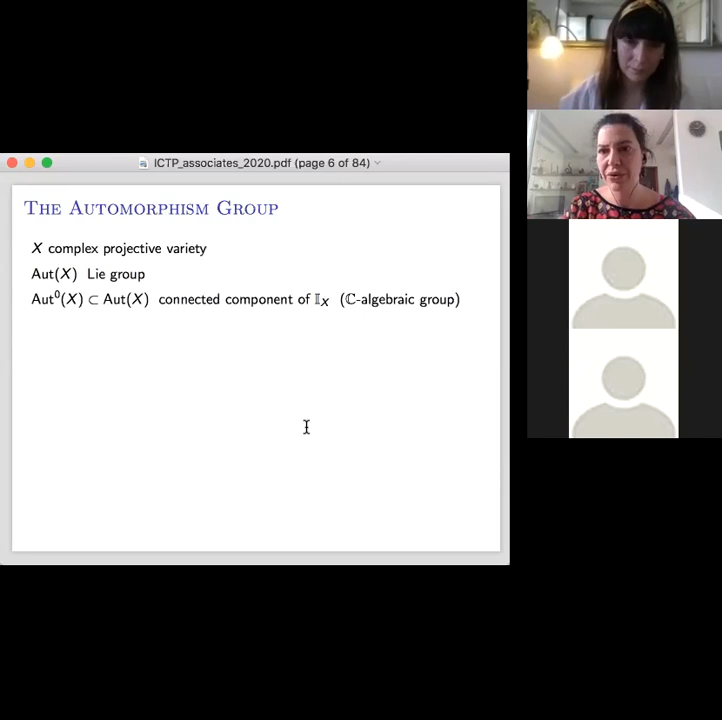 ICTP_associates_2020.pdf (page 6 of 84)
THE AUTOMORPHISM GROUP
X complex projective variety
Aut(X) Lie group
Aut⁰(X) ⊂ Aut(X) connected component of 𝕀_X (ℂ-algebraic group)